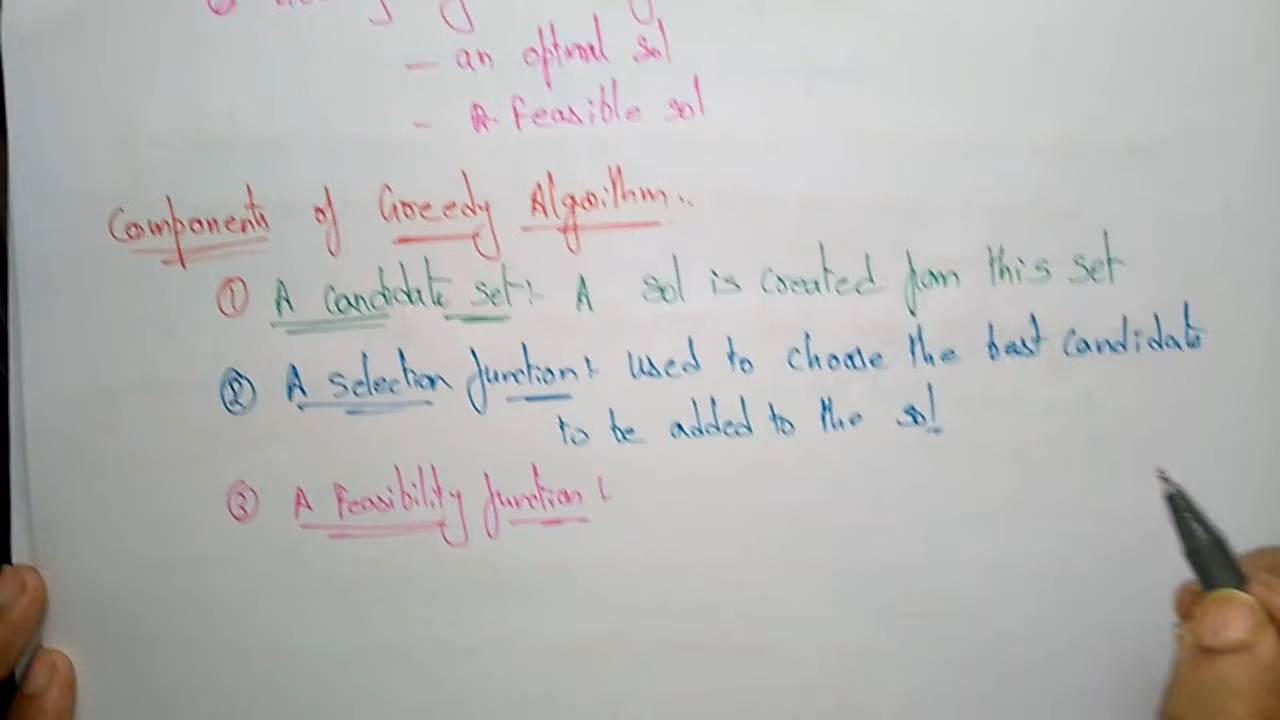 - an optimal sol
- A feasible sol
Components of Greedy Algorithm..
① A candidate set: A sol is created from this set
② A selection function: used to choose the best candidate
to be added to the sol
③ A Feasibility function: